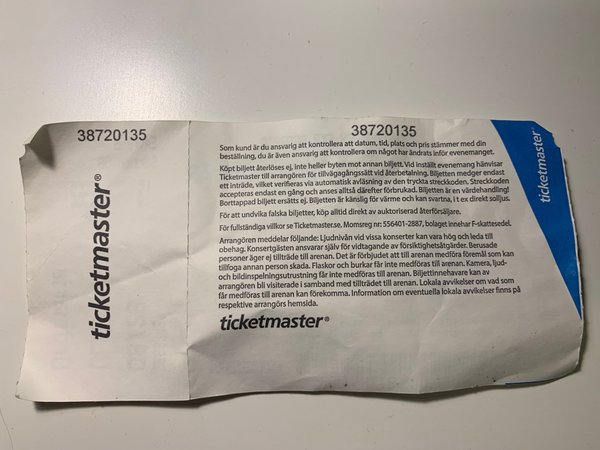 38720135
ticketmaster®
38720135
Som kund är du ansvarig att kontrollera att datum, tid, plats och pris stämmer med din
beställning, du är även ansvarig att kontrollera om något har ändrats inför evenemanget.
Köpt biljett återlöses ej, inte heller byten mot annan biljett. Vid inställt evenemang hänvisar
Ticketmaster till arrangören för tillvägagångssätt vid återbetalning. Biljetten medger endast
ett inträde, vilket verifieras via automatisk avläsning av den tryckta streckkoden. Streckkoden
accepteras endast en gång och anses alltså därefter förbrukad. Biljetten är en värdehandling!
Borttappad biljett ersätts ej. Biljetten är känslig för värme och kan svartna, i t ex direkt solljus.
För att undvika falska biljetter, köp alltid direkt av auktoriserad återförsäljare.
För fullständiga villkor se Ticketmaster.se. Momsreg nr: 556401-2887, bolaget innehar F-skattesedel.
Arrangören meddelar följande: Ljudnivån vid vissa konserter kan vara hög och leda till
obehag. Konsertgästen ansvarar själv för vidtagande av försiktighetsåtgärder. Berusade
personer äger ej tillträde till arenan. Det är förbjudet att till arenan medföra föremål som kan
tillfoga annan person skada. Flaskor och burkar får inte medföras till arenan. Kamera, ljud-
och bildinspelningsutrustning får inte medföras till arenan. Biljettinnehavare kan av
arrangören bli visiterade i samband med tillträdet till arenan. Lokala avvikelser om vad som
får medföras till arenan kan förekomma. Information om eventuella lokala avvikelser finns på
respektive arrangörs hemsida.
ticketmaster®
ticketmaster